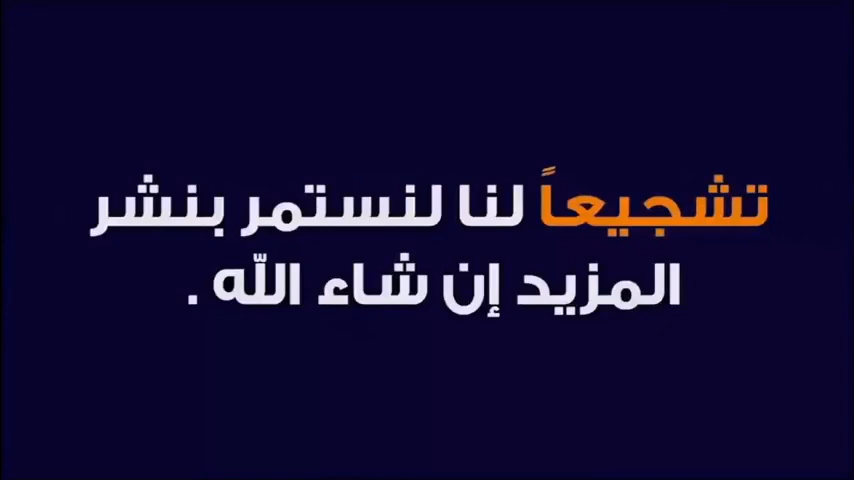 تشجيعاً لنا لنستمر بنشر
المزيد إن شاء الله .